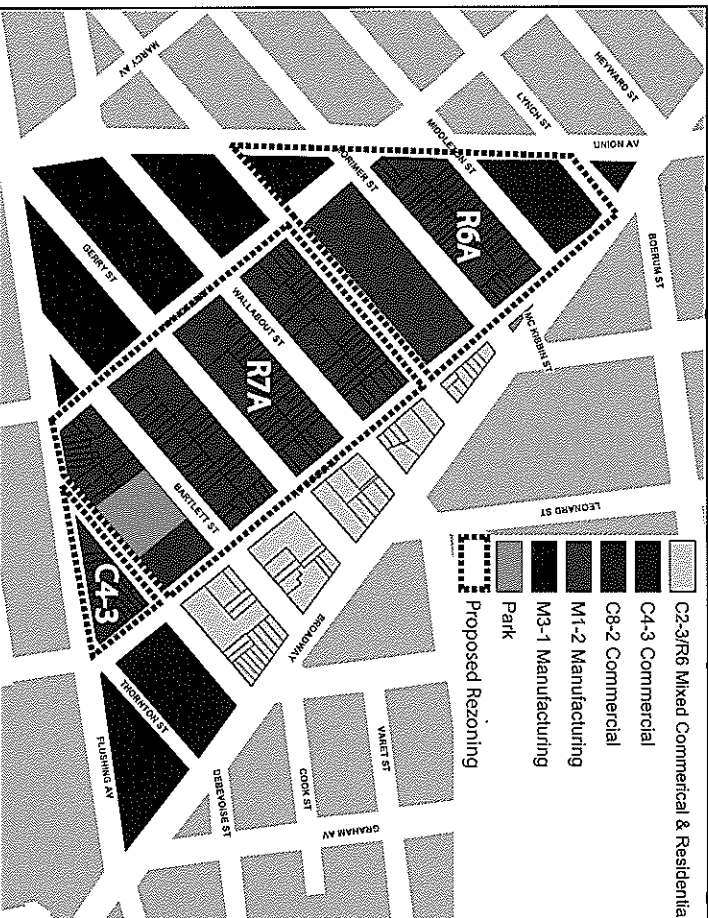 C2-3/R6 Mixed Commerical & Residentia
C4-3 Commercial
C8-2 Commercial
M1-2 Manufacturing
M3-1 Manufacturing
Park
Proposed Rezoning
HEYWARD ST
LYNCH ST
MIDDLETON ST
UNION AV
BOERUM ST
MARCY AV
LORIMER ST
R6A
MC KIBBIN ST
GERRY ST
WALLABOUT ST
R7A
LEONARD ST
BARTLETT ST
C4-3
BROADWAY
THORNTON ST
FLUSHING AV
VARET ST
COOK ST
DEBEVOISE ST
GRAHAM AV